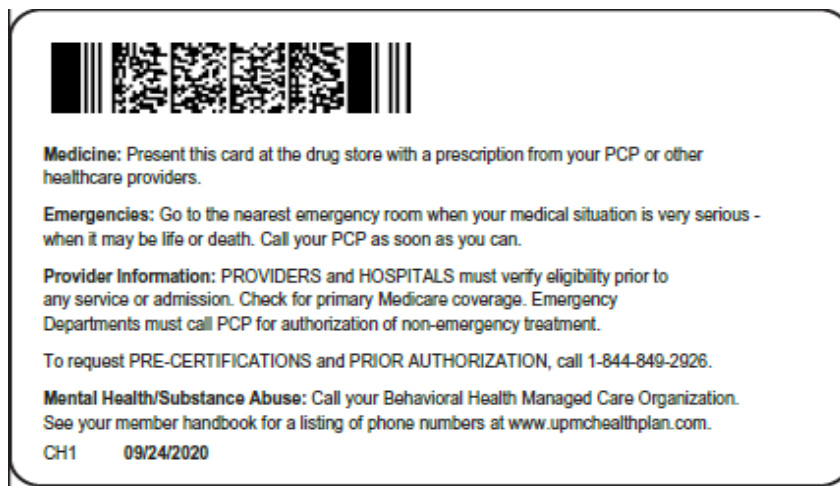 Medicine: Present this card at the drug store with a prescription from your PCP or other
healthcare providers.
Emergencies: Go to the nearest emergency room when your medical situation is very serious -
when it may be life or death. Call your PCP as soon as you can.
Provider Information: PROVIDERS and HOSPITALS must verify eligibility prior to
any service or admission. Check for primary Medicare coverage. Emergency
Departments must call PCP for authorization of non-emergency treatment.
To request PRE-CERTIFICATIONS and PRIOR AUTHORIZATION, call 1-844-849-2926.
Mental Health/Substance Abuse: Call your Behavioral Health Managed Care Organization.
See your member handbook for a listing of phone numbers at www.upmchealthplan.com.
CH1 09/24/2020